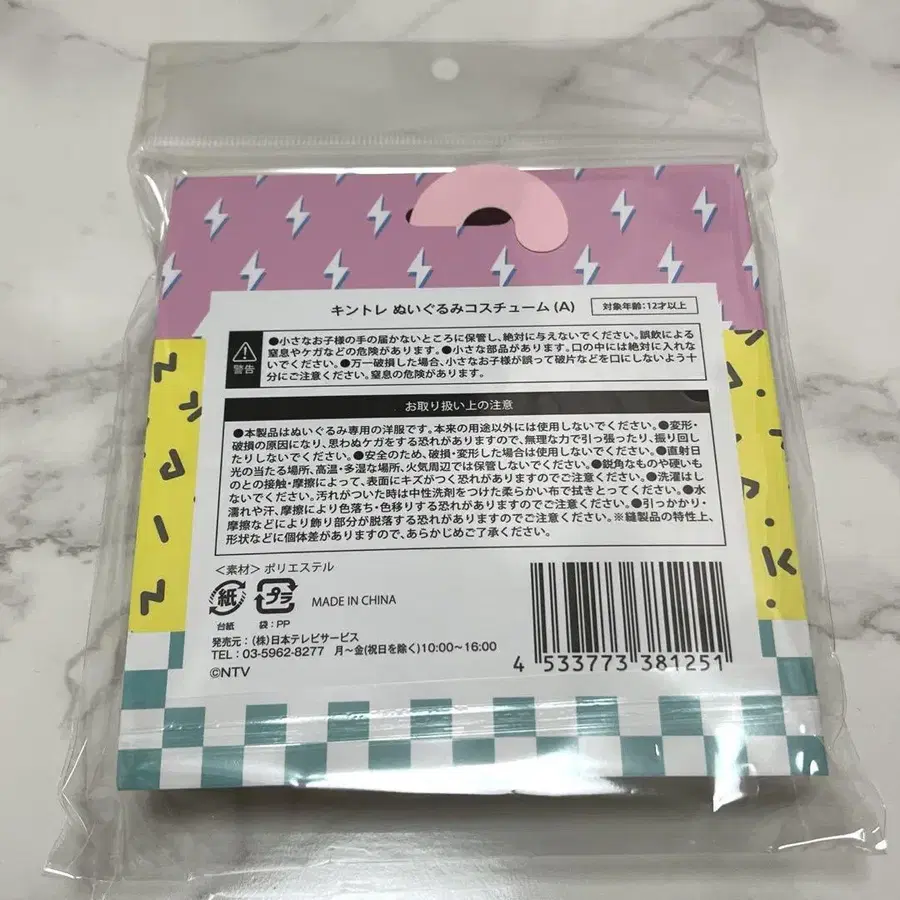 キントレ ぬいぐるみコスチューム (A)
対象年齢:12才以上
警告
●小さなお子様の手の届かないところに保管し、絶対に与えないでください。誤飲による
窒息やケガなどの危険があります。●小さな部品があります。口の中には絶対に入れな
いでください。●万一破損した場合、小さなお子様が誤って破片などを口にしないよう十
分にご注意ください。窒息の危険があります。
お取り扱い上の注意
●本製品はぬいぐるみ専用の洋服です。本来の用途以外には使用しないでください。●変形・
破損の原因になり、思わぬケガをする恐れがありますので、無理な力で引っ張ったり、振り回し
たりしないでください。●安全のため、破損・変形した場合は使用しないでください。●直射日
光の当たる場所、高温・多湿な場所、火気周辺では保管しないでください。●鋭角なものや硬いも
のとの接触・摩擦によって、表面にキズがつく恐れがありますのでご注意ください。●洗濯はし
ないでください。汚れがついた時は中性洗剤をつけた柔らかい布で拭きとってください。●水
濡れや汗、摩擦により色落ち・色移りする恐れがありますのでご注意ください。●引っかかり・
摩擦などにより飾り部分が脱落する恐れがありますのでご注意ください。※縫製品の特性上、
形状などに個体差がありますので、あらかじめご了承ください。
＜素材＞ポリエステル
紙
プラ
MADE IN CHINA
台紙
袋：PP
発売元：(株)日本テレビサービス
TEL：03-5962-8277 月～金(祝日を除く)10:00～16:00
©NTV
4 533773 381251